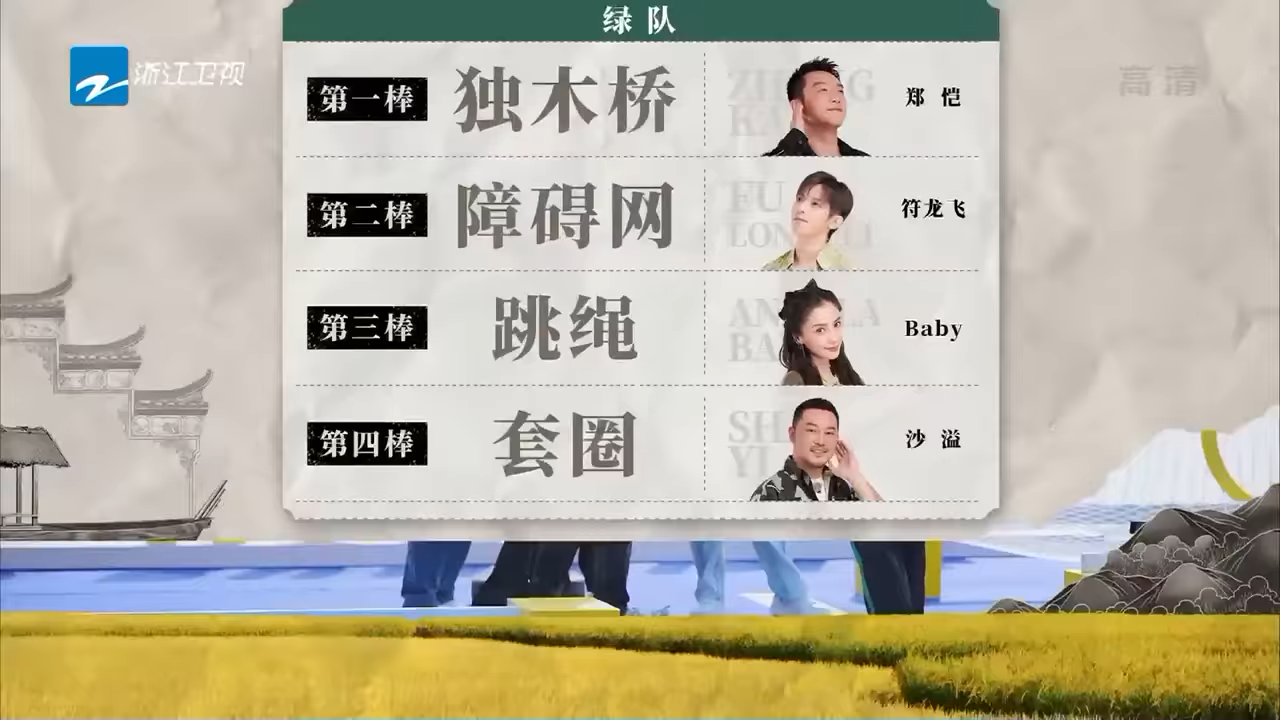 绿队
浙江卫视
高清
第一棒 独木桥 郑恺
第二棒 障碍网 符龙飞
第三棒 跳绳 Baby
第四棒 套圈 沙溢